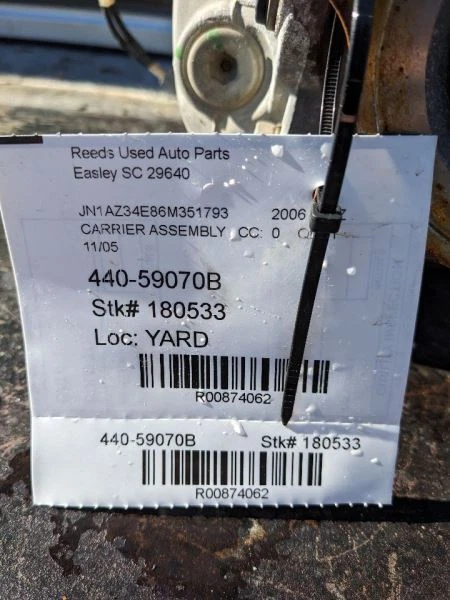 Reeds Used Auto Parts
Easley SC 29640
JN1AZ34E86M351793 2006
CARRIER ASSEMBLY CC: 0
11/05
440-59070B
Stk# 180533
Loc: YARD
R00874062
440-59070B Stk# 180533
R00874062